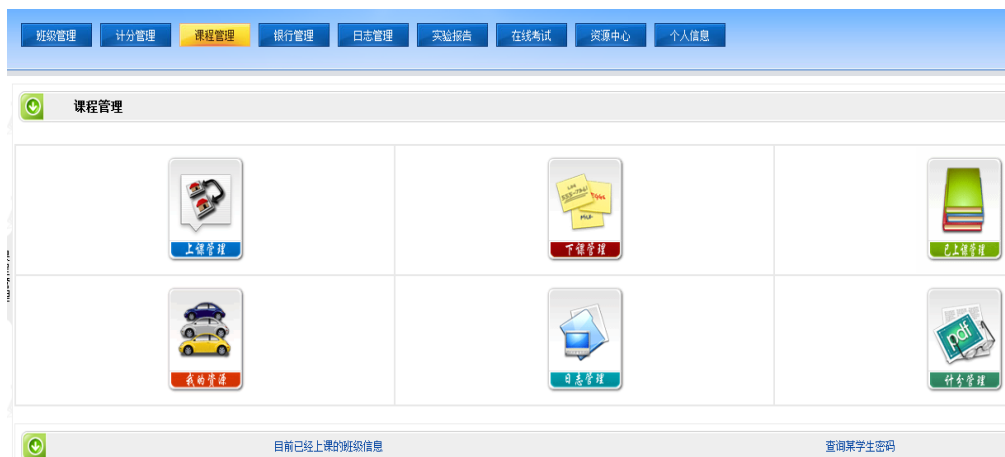 班级管理 计分管理 课程管理 银行管理 日志管理 实验报告 在线考试 资源中心 个人信息
课程管理
上课管理 下课管理 已上课管理
我的资源 日志管理 计分管理
pdf
目前已经上课的班级信息 查询某学生密码